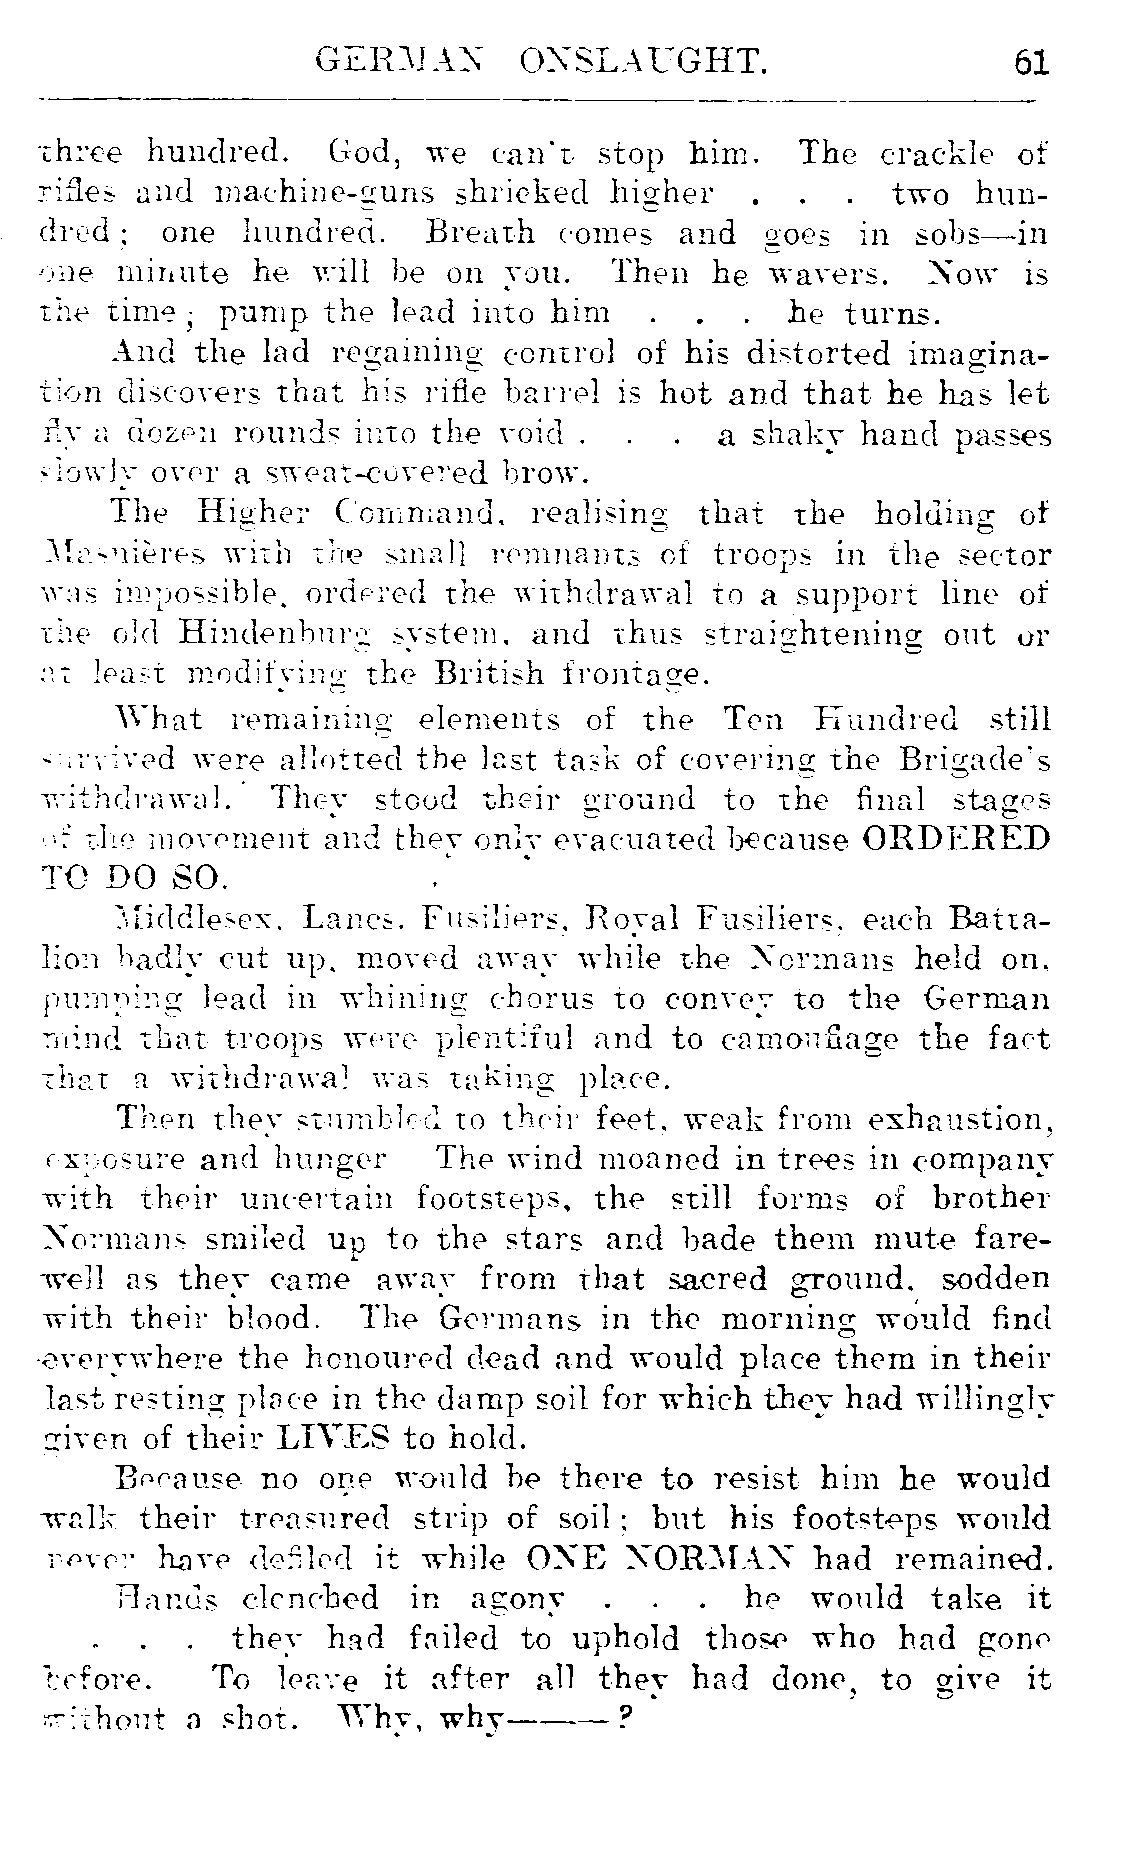 GERMAN ONSLAUGHT. 61
three hundred. God, we can't stop him. The crackle of
rifles and machine-guns shrieked higher . . . two hun-
dred; one hundred. Breath comes and goes in sobs—in
one minute he will be on you. Then he wavers. Now is
the time; pump the lead into him . . . he turns.
And the lad regaining control of his distorted imagina-
tion discovers that his rifle barrel is hot and that he has let
fly a dozen rounds into the void . . . a shaky hand passes
slowly over a sweat-covered brow.
The Higher Command, realising that the holding of
Masnières with the small remnants of troops in the sector
was impossible, ordered the withdrawal to a support line of
the old Hindenburg system, and thus straightening out or
at least modifying the British frontage.
What remaining elements of the Ten Hundred still
survived were allotted the last task of covering the Brigade's
withdrawal. They stood their ground to the final stages
of the movement and they only evacuated because ORDERED
TO DO SO.
Middlesex, Lancs. Fusiliers, Royal Fusiliers, each Batta-
lion badly cut up, moved away while the Normans held on,
pumping lead in whining chorus to convey to the German
mind that troops were plentiful and to camouflage the fact
that a withdrawal was taking place.
Then they stumbled to their feet, weak from exhaustion,
exposure and hunger The wind moaned in trees in company
with their uncertain footsteps, the still forms of brother
Normans smiled up to the stars and bade them mute fare-
well as they came away from that sacred ground, sodden
with their blood. The Germans in the morning would find
everywhere the honoured dead and would place them in their
last resting place in the damp soil for which they had willingly
given of their LIVES to hold.
Because no one would be there to resist him he would
walk their treasured strip of soil; but his footsteps would
never have defiled it while ONE NORMAN had remained.
Hands clenched in agony . . . he would take it
. . . they had failed to uphold those who had gone
before. To leave it after all they had done, to give it
without a shot. Why, why———?